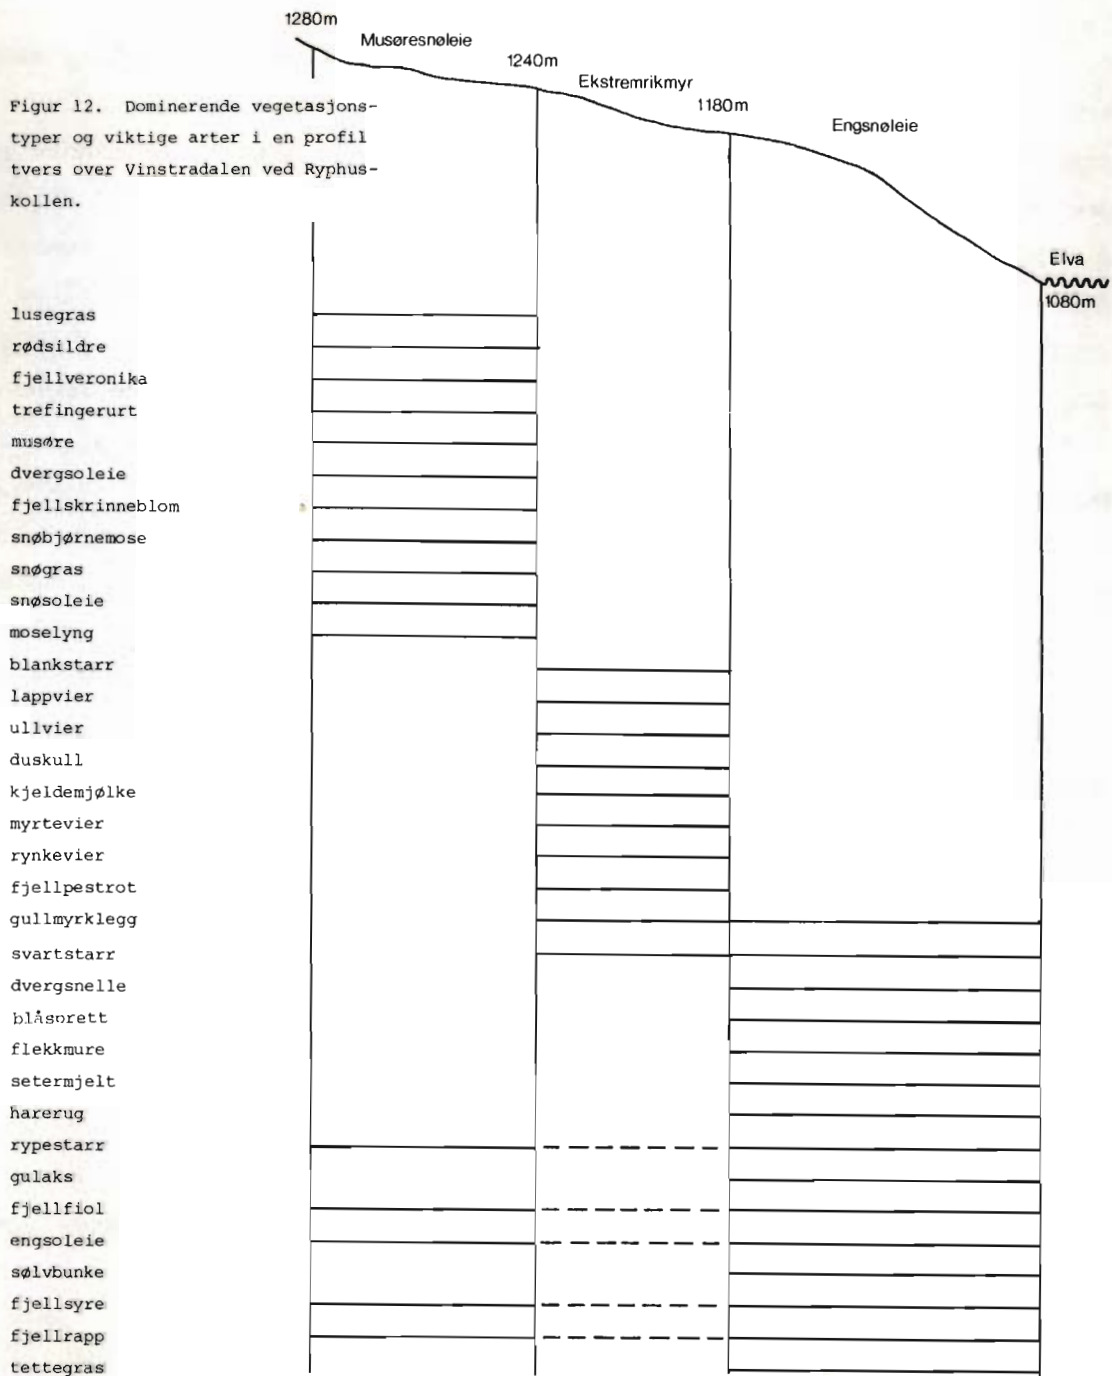 1280m
Musøresnøleie
1240m
Ekstremrikmyr
1180m
Engsnøleie
Figur 12. Dominerende vegetasjons-
typer og viktige arter i en profil
tvers over Vinstradalen ved Ryphus-
kollen.
Elva
1080m
lusegras
rødsildre
fjellveronika
trefingerurt
musøre
dvergsoleie
fjellskrinneblom
snøbjørnemose
snøgras
snøsoleie
moselyng
blankstarr
lappvier
ullvier
duskull
kjeldemjølke
myrtevier
rynkevier
fjellpestrot
gullmyrklegg
svartstarr
dvergsnelle
blåsprett
flekkmure
setermjelt
harerug
rypestarr
gulaks
fjellfiol
engsoleie
sølvbunke
fjellsyre
fjellrapp
tettegras